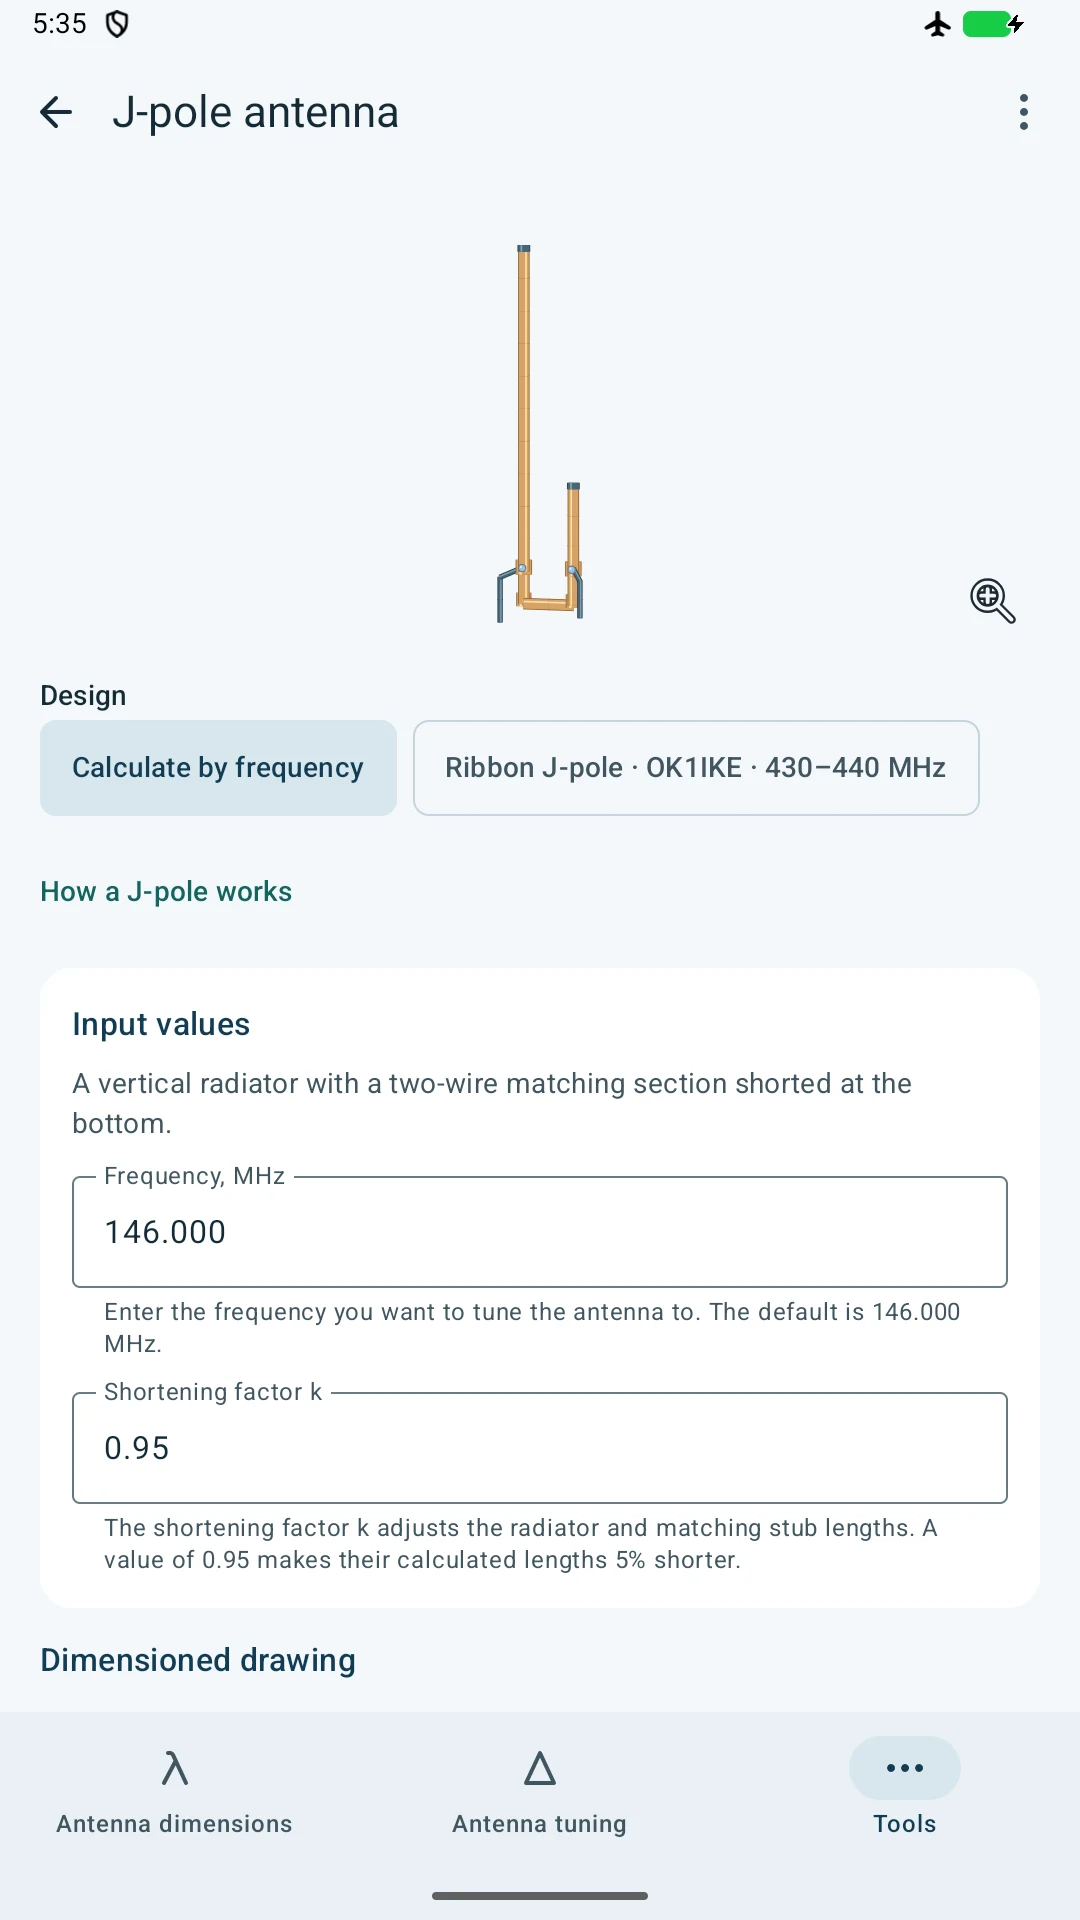 5:35
J-pole antenna
Design
Calculate by frequency
Ribbon J-pole · OK1IKE · 430–440 MHz
How a J-pole works
Input values
A vertical radiator with a two-wire matching section shorted at the
bottom.
Frequency, MHz
146.000
Enter the frequency you want to tune the antenna to. The default is 146.000
MHz.
Shortening factor k
0.95
The shortening factor k adjusts the radiator and matching stub lengths. A
value of 0.95 makes their calculated lengths 5% shorter.
Dimensioned drawing
λ
Δ
Antenna dimensions
Antenna tuning
Tools